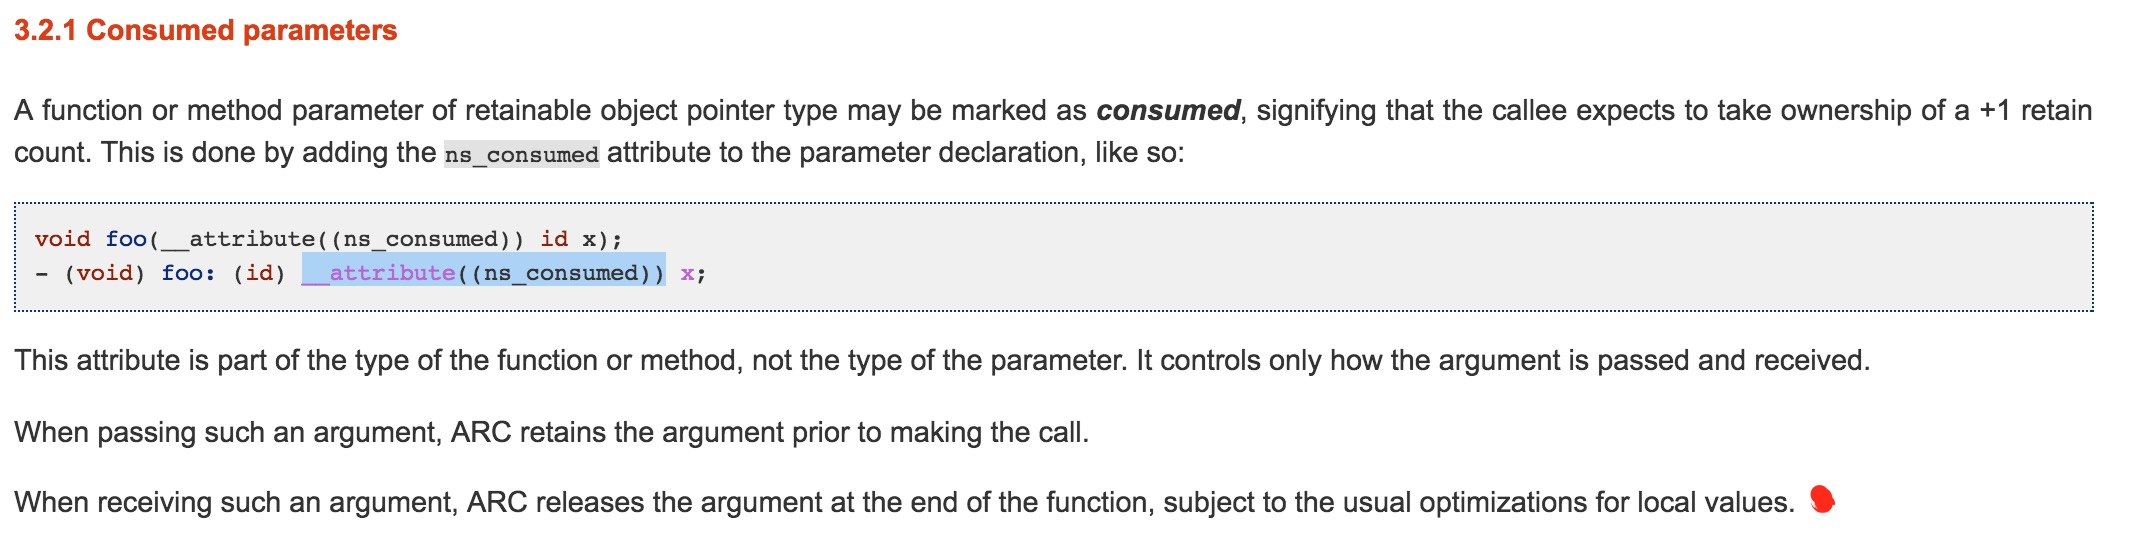 3.2.1 Consumed parameters
A function or method parameter of retainable object pointer type may be marked as consumed, signifying that the callee expects to take ownership of a +1 retain
count. This is done by adding the ns_consumed attribute to the parameter declaration, like so:
void foo(__attribute((ns_consumed)) id x);
- (void) foo: (id) __attribute((ns_consumed)) x;
This attribute is part of the type of the function or method, not the type of the parameter. It controls only how the argument is passed and received.
When passing such an argument, ARC retains the argument prior to making the call.
When receiving such an argument, ARC releases the argument at the end of the function, subject to the usual optimizations for local values.